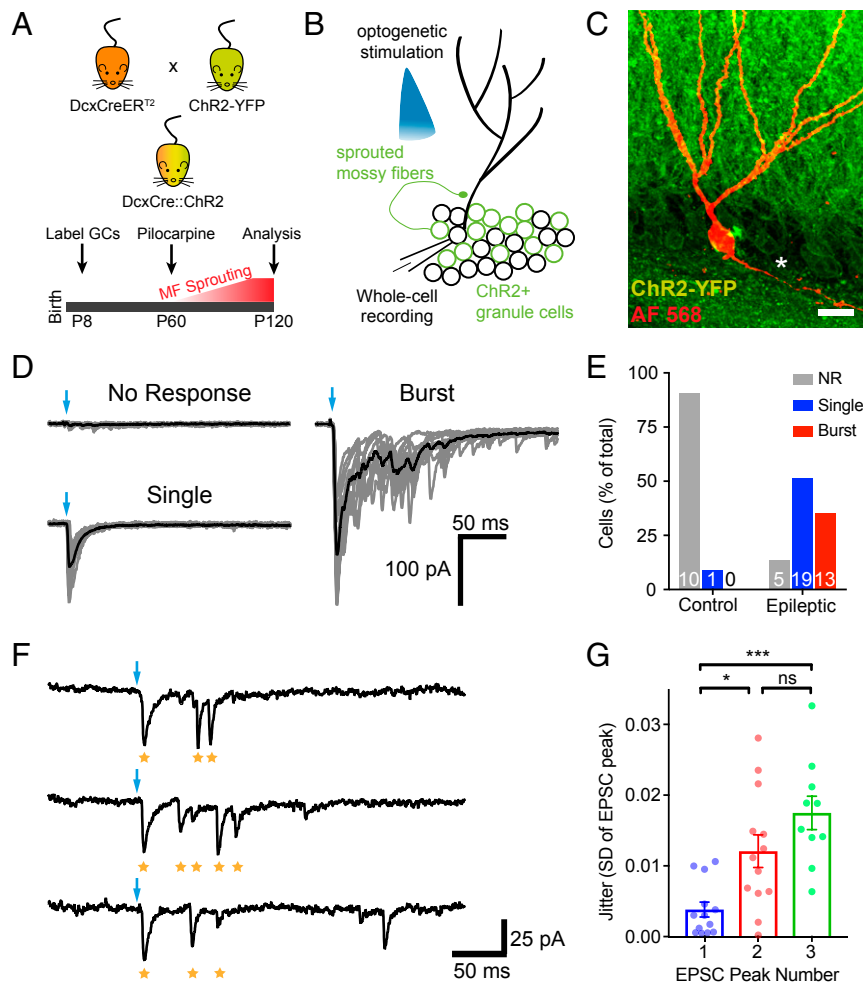 A
DcxCreERT2
x
ChR2-YFP
DcxCre::ChR2
Label GCs
Pilocarpine
Analysis
MF Sprouting
Birth
P8
P60
P120
B
optogenetic
stimulation
sprouted
mossy fibers
Whole-cell
recording
ChR2+
granule cells
C
*
ChR2-YFP
AF 568
D
No Response
Burst
Single
50 ms
100 pA
E
NR
Single
Burst
Cells (% of total)
100
75
50
25
0
10 1 0
5 19 13
Control
Epileptic
F
25 pA
50 ms
G
***
*
ns
Jitter (SD of EPSC peak)
0.03
0.02
0.01
0.00
1 2 3
EPSC Peak Number